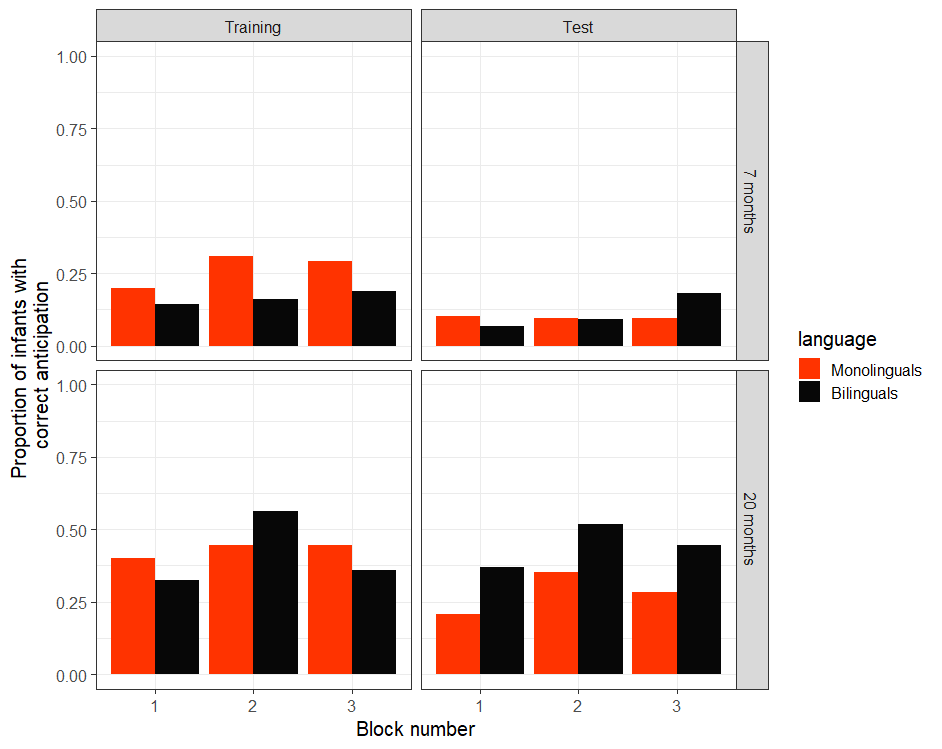 Training
Test
1.00
0.75
0.50
0.25
0.00
7 months
1.00
0.75
0.50
0.25
0.00
20 months
Proportion of infants with
correct anticipation
1
2
3
1
2
3
Block number
language
Monolinguals
Bilinguals